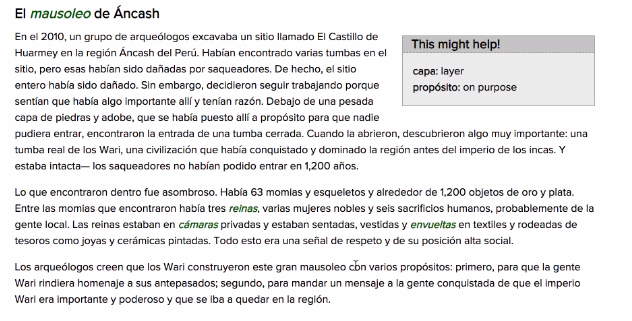 El mausoleo de Áncash
En el 2010, un grupo de arqueólogos excavaba un sitio llamado El Castillo de
Huarmey en la región Áncash del Perú. Habían encontrado varias tumbas en el
sitio, pero esas habían sido dañadas por saqueadores. De hecho, el sitio
entero había sido dañado. Sin embargo, decidieron seguir trabajando porque
sentían que había algo importante allí y tenían razón. Debajo de una pesada
capa de piedras y adobe, que se había puesto allí a propósito para que nadie
pudiera entrar, encontraron la entrada de una tumba cerrada. Cuando la abrieron, descubrieron algo muy importante: una
tumba real de los Wari, una civilización que había conquistado y dominado la región antes del imperio de los incas. Y
estaba intacta— los saqueadores no habían podido entrar en 1,200 años.
This might help!
capa: layer
propósito: on purpose
Lo que encontraron dentro fue asombroso. Había 63 momias y esqueletos y alrededor de 1,200 objetos de oro y plata.
Entre las momias que encontraron había tres reinas, varias mujeres nobles y seis sacrificios humanos, probablemente de la
gente local. Las reinas estaban en cámaras privadas y estaban sentadas, vestidas y envueltas en textiles y rodeadas de
tesoros como joyas y cerámicas pintadas. Todo esto era una señal de respeto y de su posición alta social.
Los arqueólogos creen que los Wari construyeron este gran mausoleo con varios propósitos: primero, para que la gente
Wari rindiera homenaje a sus antepasados; segundo, para mandar un mensaje a la gente conquistada de que el imperio
Wari era importante y poderoso y que se iba a quedar en la región.